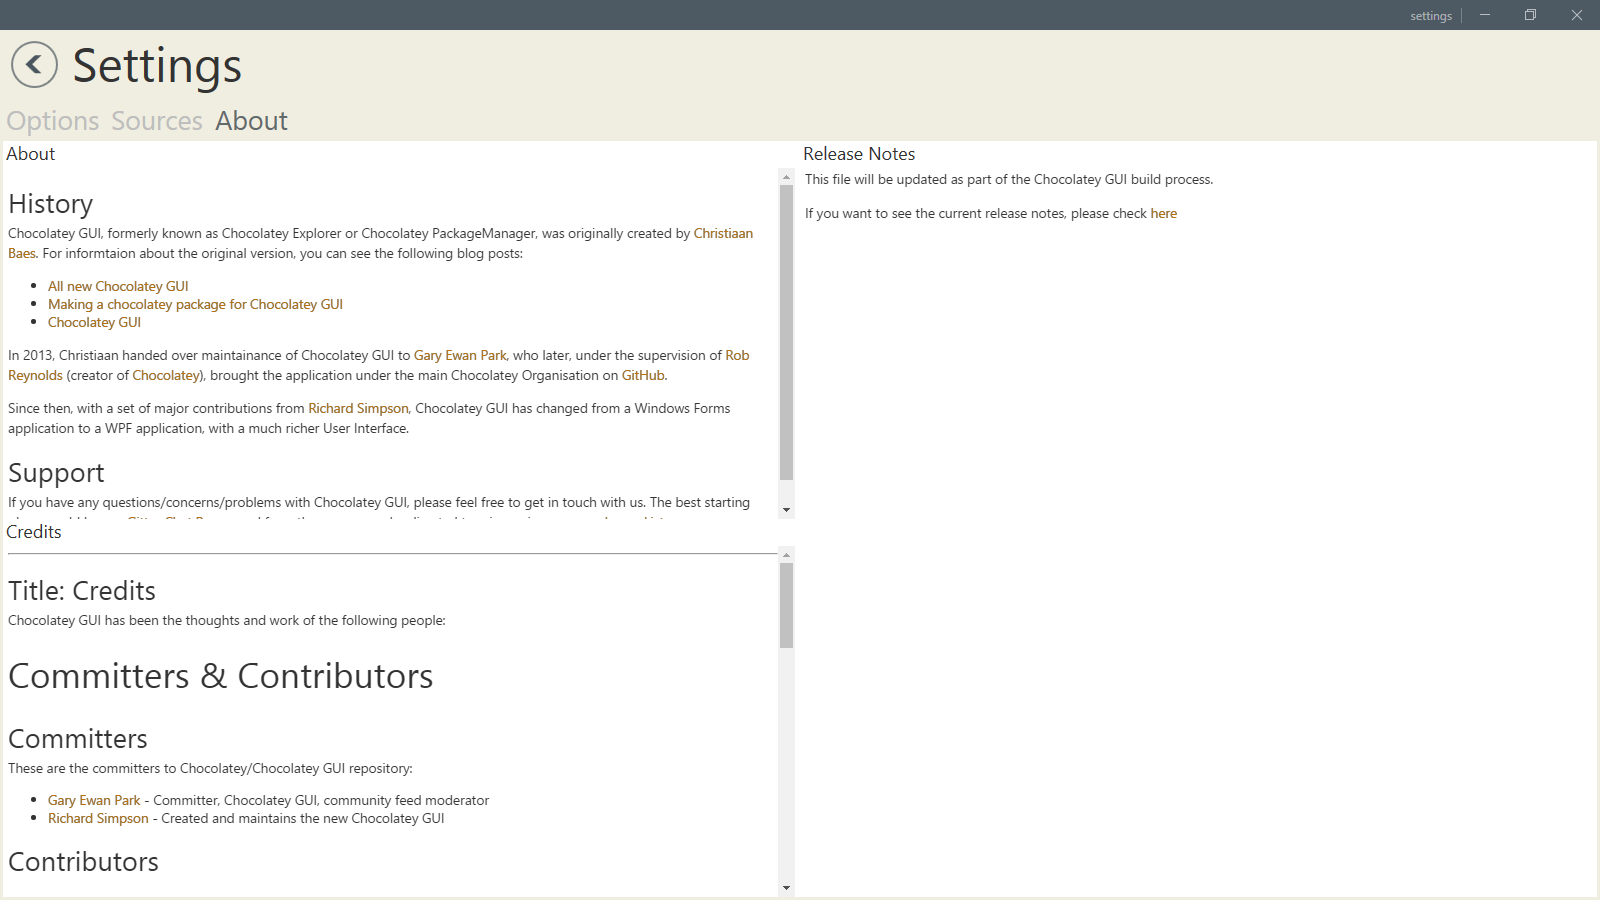 settings
Settings
Options Sources About
About
History
Chocolatey GUI, formerly known as Chocolatey Explorer or Chocolatey PackageManager, was originally created by Christiaan
Baes. For informtaion about the original version, you can see the following blog posts:
All new Chocolatey GUI
Making a chocolatey package for Chocolatey GUI
Chocolatey GUI
In 2013, Christiaan handed over maintainance of Chocolatey GUI to Gary Ewan Park, who later, under the supervision of Rob
Reynolds (creator of Chocolatey), brought the application under the main Chocolatey Organisation on GitHub.
Since then, with a set of major contributions from Richard Simpson, Chocolatey GUI has changed from a Windows Forms
application to a WPF application, with a much richer User Interface.
Support
If you have any questions/concerns/problems with Chocolatey GUI, please feel free to get in touch with us. The best starting
Credits
Title: Credits
Chocolatey GUI has been the thoughts and work of the following people:
Committers & Contributors
Committers
These are the committers to Chocolatey/Chocolatey GUI repository:
Gary Ewan Park - Committer, Chocolatey GUI, community feed moderator
Richard Simpson - Created and maintains the new Chocolatey GUI
Contributors
Release Notes
This file will be updated as part of the Chocolatey GUI build process.
If you want to see the current release notes, please check here